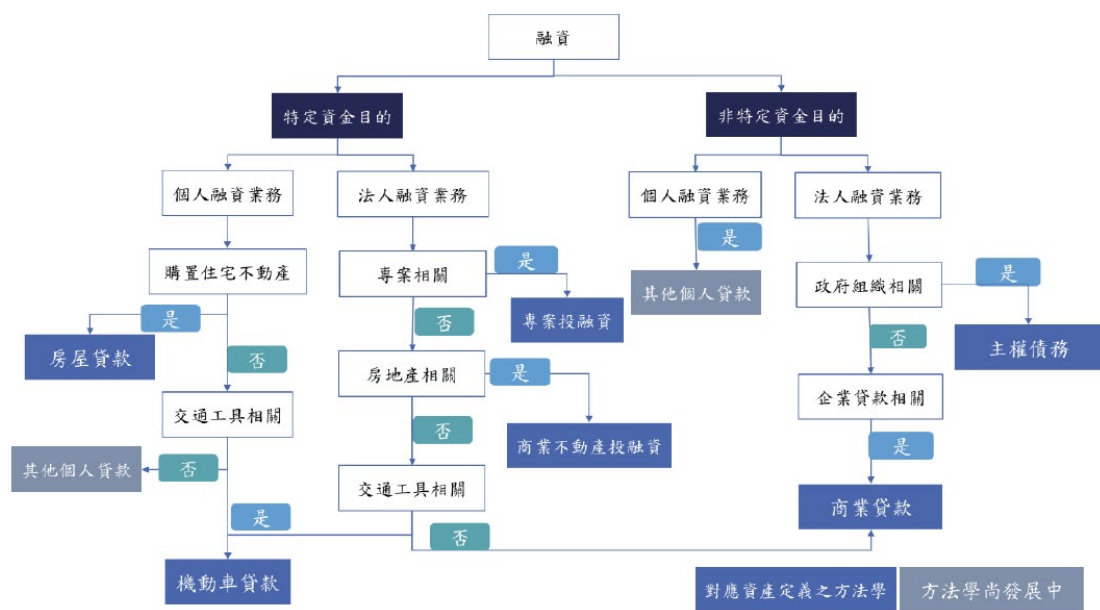 融資
特定資金目的
非特定資金目的
個人融資業務
法人融資業務
個人融資業務
法人融資業務
是
購置住宅不動產
專案相關
是
其他個人貸款
政府組織相關
是
是
否
專案投融資
房屋貸款
否
房地產相關
是
否
主權債務
交通工具相關
企業貸款相關
其他個人貸款
否
否
商業不動產投融資
是
交通工具相關
商業貸款
是
否
機動車貸款
對應資產定義之方法學
方法學尚發展中